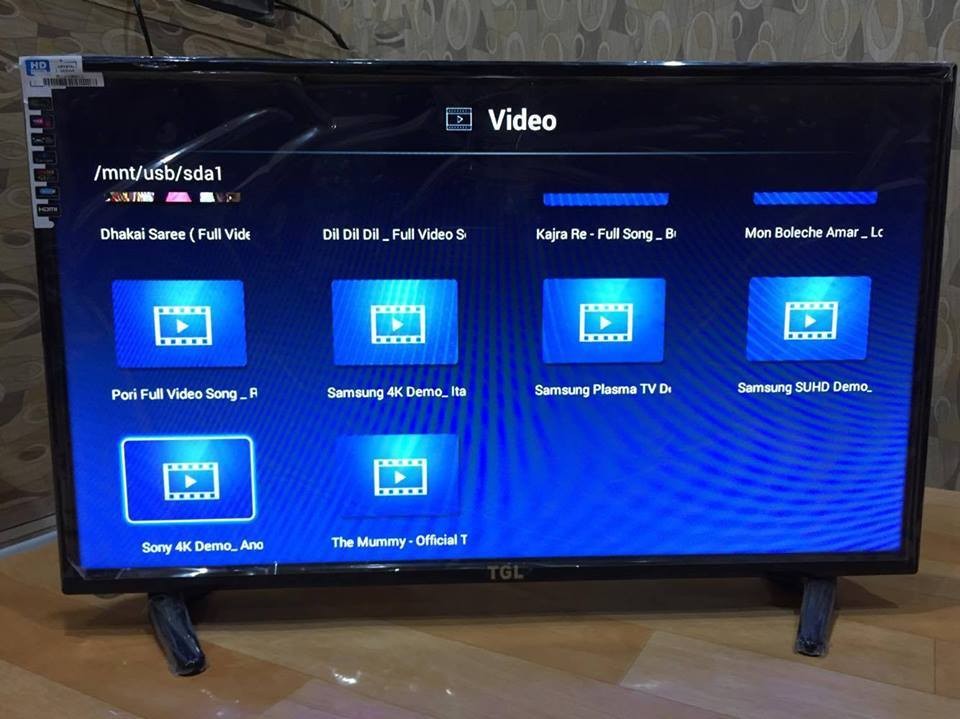 HD
Video
/mnt/usb/sda1
Dhakai Saree ( Full Vide
Dil Dil Dil _ Full Video S
Kajra Re - Full Song _ B
Mon Boleche Amar _ Lo
Pori Full Video Song _ R
Samsung 4K Demo_ Ita
Samsung Plasma TV D
Samsung SUHD Demo_
Sony 4K Demo_ Ano
The Mummy - Official T
HDMI
TGL